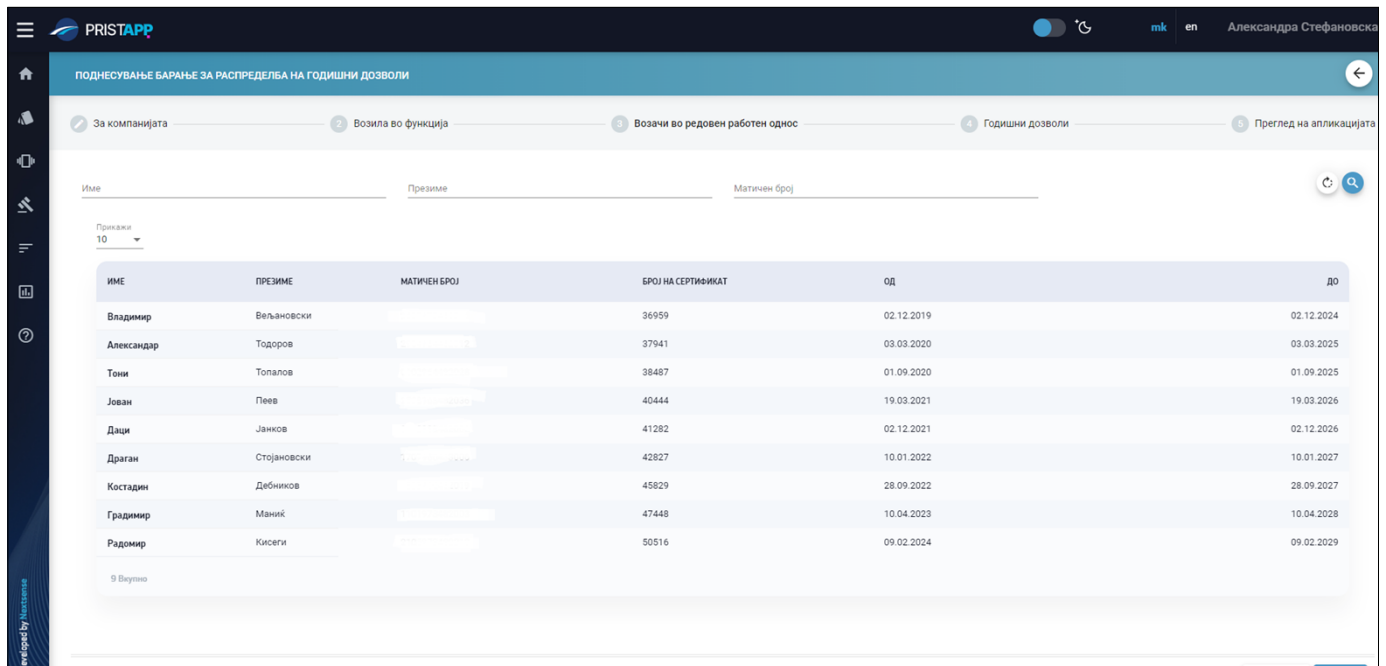 PRISTAPP
mk en Александра Стефановска
ПОДНЕСУВАЊЕ БАРАЊЕ ЗА РАСПРЕДЕЛБА НА ГОДИШНИ ДОЗВОЛИ
За компанијата 2 Возила во функција 3 Возачи во редовен работен однос 4 Годишни дозволи 5 Преглед на апликацијата
Име Презиме Матичен број
Прикажи
10
ИМЕ ПРЕЗИМЕ МАТИЧЕН БРОЈ БРОЈ НА СЕРТИФИКАТ ОД ДО
Владимир Вељановски 36959 02.12.2019 02.12.2024
Александар Тодоров 37941 03.03.2020 03.03.2025
Тони Топалов 38487 01.09.2020 01.09.2025
Јован Пеев 40444 19.03.2021 19.03.2026
Даци Јанков 41282 02.12.2021 02.12.2026
Драган Стојановски 42827 10.01.2022 10.01.2027
Костадин Дебников 45829 28.09.2022 28.09.2027
Градимир Маниќ 47448 10.04.2023 10.04.2028
Радомир Кисеги 50516 09.02.2024 09.02.2029
9 Вкупно
eveloped by Nextsense